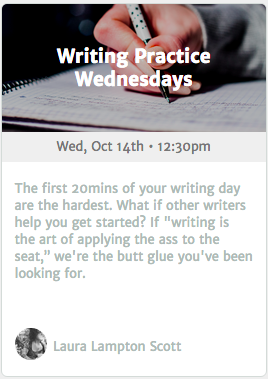 Writing Practice
Wednesdays
Wed, Oct 14th • 12:30pm
The first 20mins of your writing day
are the hardest. What if other writers
help you get started? If "writing is
the art of applying the ass to the
seat," we're the butt glue you've been
looking for.
Laura Lampton Scott